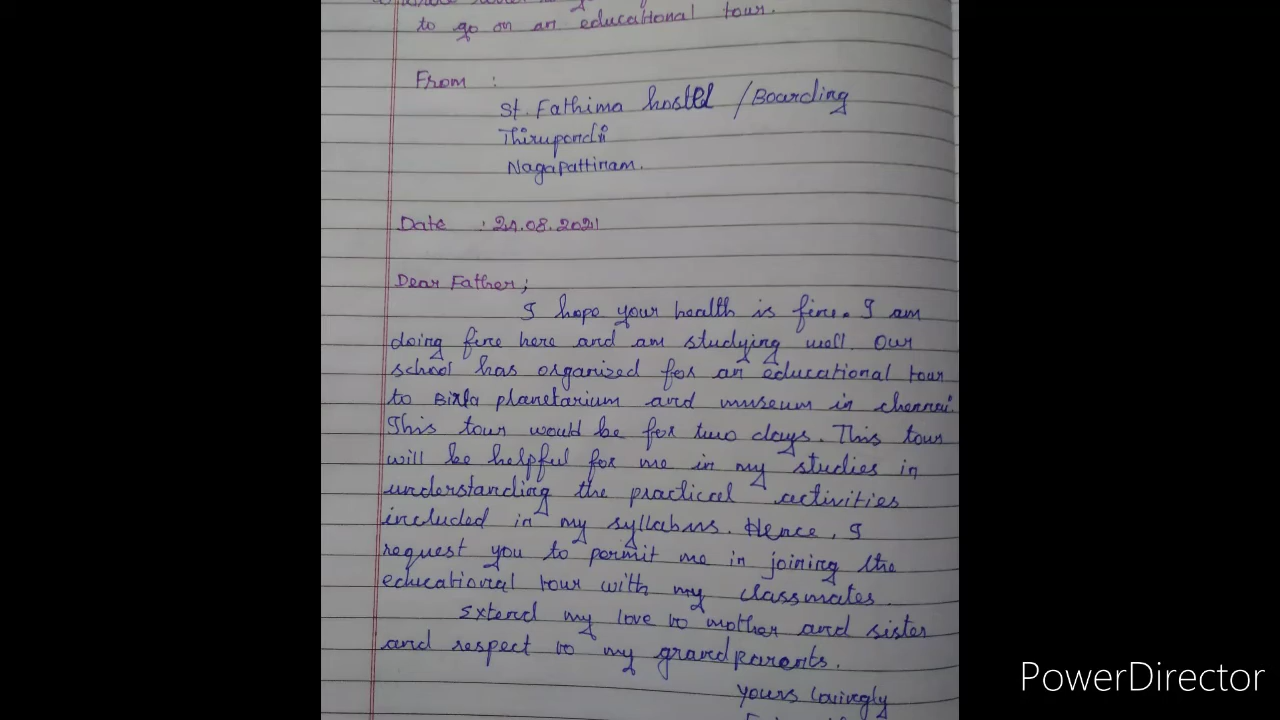 to go on an educational tour.
From :
St. Fathima hostel / Boarding
Thirupondi
Nagapattinam.
Date : 21.08.2021
Dear Father;
I hope your health is fine. I am
doing fine here and am studying well. Our
school has organized for an educational tour
to Birla planetarium and museum in chennai.
This tour would be for two days. This tour
will be helpful for me in my studies in
understanding the practical activities
included in my syllabus. Hence, I
request you to permit me in joining the
educational tour with my classmates.
Extend my love to mother and sister
and respect to my grandparents.
yours lovingly
PowerDirector